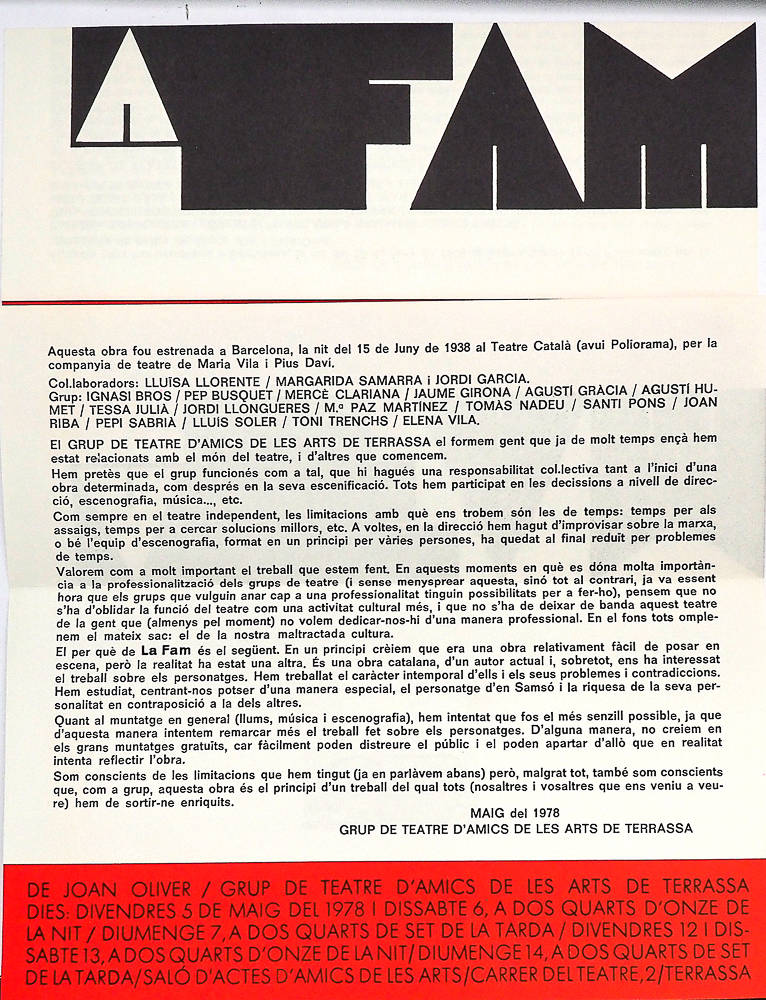 A FAM
Aquesta obra fou estrenada a Barcelona, la nit del 15 de Juny de 1938 al Teatre Català (avui Poliorama), per la
companyia de teatre de Maria Vila i Pius Daví.
Col.laboradors: LLUÏSA LLORENTE / MARGARIDA SAMARRA i JORDI GARCIA.
Grup: IGNASI BROS / PEP BUSQUET / MERCÈ CLARIANA / JAUME GIRONA / AGUSTÍ GRÀCIA / AGUSTÍ HU-
MET / TESSA JULIÀ / JORDI LLONGUERES / M.ª PAZ MARTÍNEZ / TOMÀS NADEU / SANTI PONS / JOAN
RIBA / PEPI SABRIÀ / LLUÍS SOLER / TONI TRENCHS / ELENA VILA.
El GRUP DE TEATRE D'AMICS DE LES ARTS DE TERRASSA el formem gent que ja de molt temps ençà hem
estat relacionats amb el món del teatre, i d'altres que comencem.
Hem pretès que el grup funcionés com a tal, que hi hagués una responsabilitat col.lectiva tant a l'inici d'una
obra determinada, com després en la seva escenificació. Tots hem participat en les decissions a nivell de direc-
ció, escenografia, música..., etc.
Com sempre en el teatre independent, les limitacions amb què ens trobem són les de temps: temps per als
assaigs, temps per a cercar solucions millors, etc. A voltes, en la direcció hem hagut d'improvisar sobre la marxa,
o bé l'equip d'escenografia, format en un principi per vàries persones, ha quedat al final reduït per problemes
de temps.
Valorem com a molt important el treball que estem fent. En aquests moments en què es dóna molta importàn-
cia a la professionalització dels grups de teatre (i sense menysprear aquesta, sinó tot al contrari, ja va essent
hora que els grups que vulguin anar cap a una professionalitat tinguin possibilitats per a fer-ho), pensem que no
s'ha d'oblidar la funció del teatre com una activitat cultural més, i que no s'ha de deixar de banda aquest teatre
de la gent que (almenys pel moment) no volem dedicar-nos-hi d'una manera professional. En el fons tots omple-
nem el mateix sac: el de la nostra maltractada cultura.
El per què de La Fam és el següent. En un principi crèiem que era una obra relativament fàcil de posar en
escena, però la realitat ha estat una altra. És una obra catalana, d'un autor actual i, sobretot, ens ha interessat
el treball sobre els personatges. Hem treballat el caràcter intemporal d'ells i els seus problemes i contradiccions.
Hem estudiat, centrant-nos potser d'una manera especial, el personatge d'en Samsó i la riquesa de la seva per-
sonalitat en contraposició a la dels altres.
Quant al muntatge en general (llums, música i escenografia), hem intentat que fos el més senzill possible, ja que
d'aquesta manera intentem remarcar més el treball fet sobre els personatges. D'alguna manera, no creiem en
els grans muntatges gratuïts, car fàcilment poden distreure el públic i el poden apartar d'allò que en realitat
intenta reflectir l'obra.
Som conscients de les limitacions que hem tingut (ja en parlàvem abans) però, malgrat tot, també som conscients
que, com a grup, aquesta obra és el principi d'un treball del qual tots (nosaltres i vosaltres que ens veniu a veu-
re) hem de sortir-ne enriquits.
MAIG del 1978
GRUP DE TEATRE D'AMICS DE LES ARTS DE TERRASSA
DE JOAN OLIVER / GRUP DE TEATRE D'AMICS DE LES ARTS DE TERRASSA
DIES: DIVENDRES 5 DE MAIG DEL 1978 I DISSABTE 6, A DOS QUARTS D'ONZE DE
LA NIT / DIUMENGE 7, A DOS QUARTS DE SET DE LA TARDA / DIVENDRES 12 I DIS-
SABTE 13, A DOS QUARTS D'ONZE DE LA NIT / DIUMENGE 14, A DOS QUARTS DE SET
DE LA TARDA/SALÓ D'ACTES D'AMICS DE LES ARTS/CARRER DEL TEATRE, 2/TERRASSA